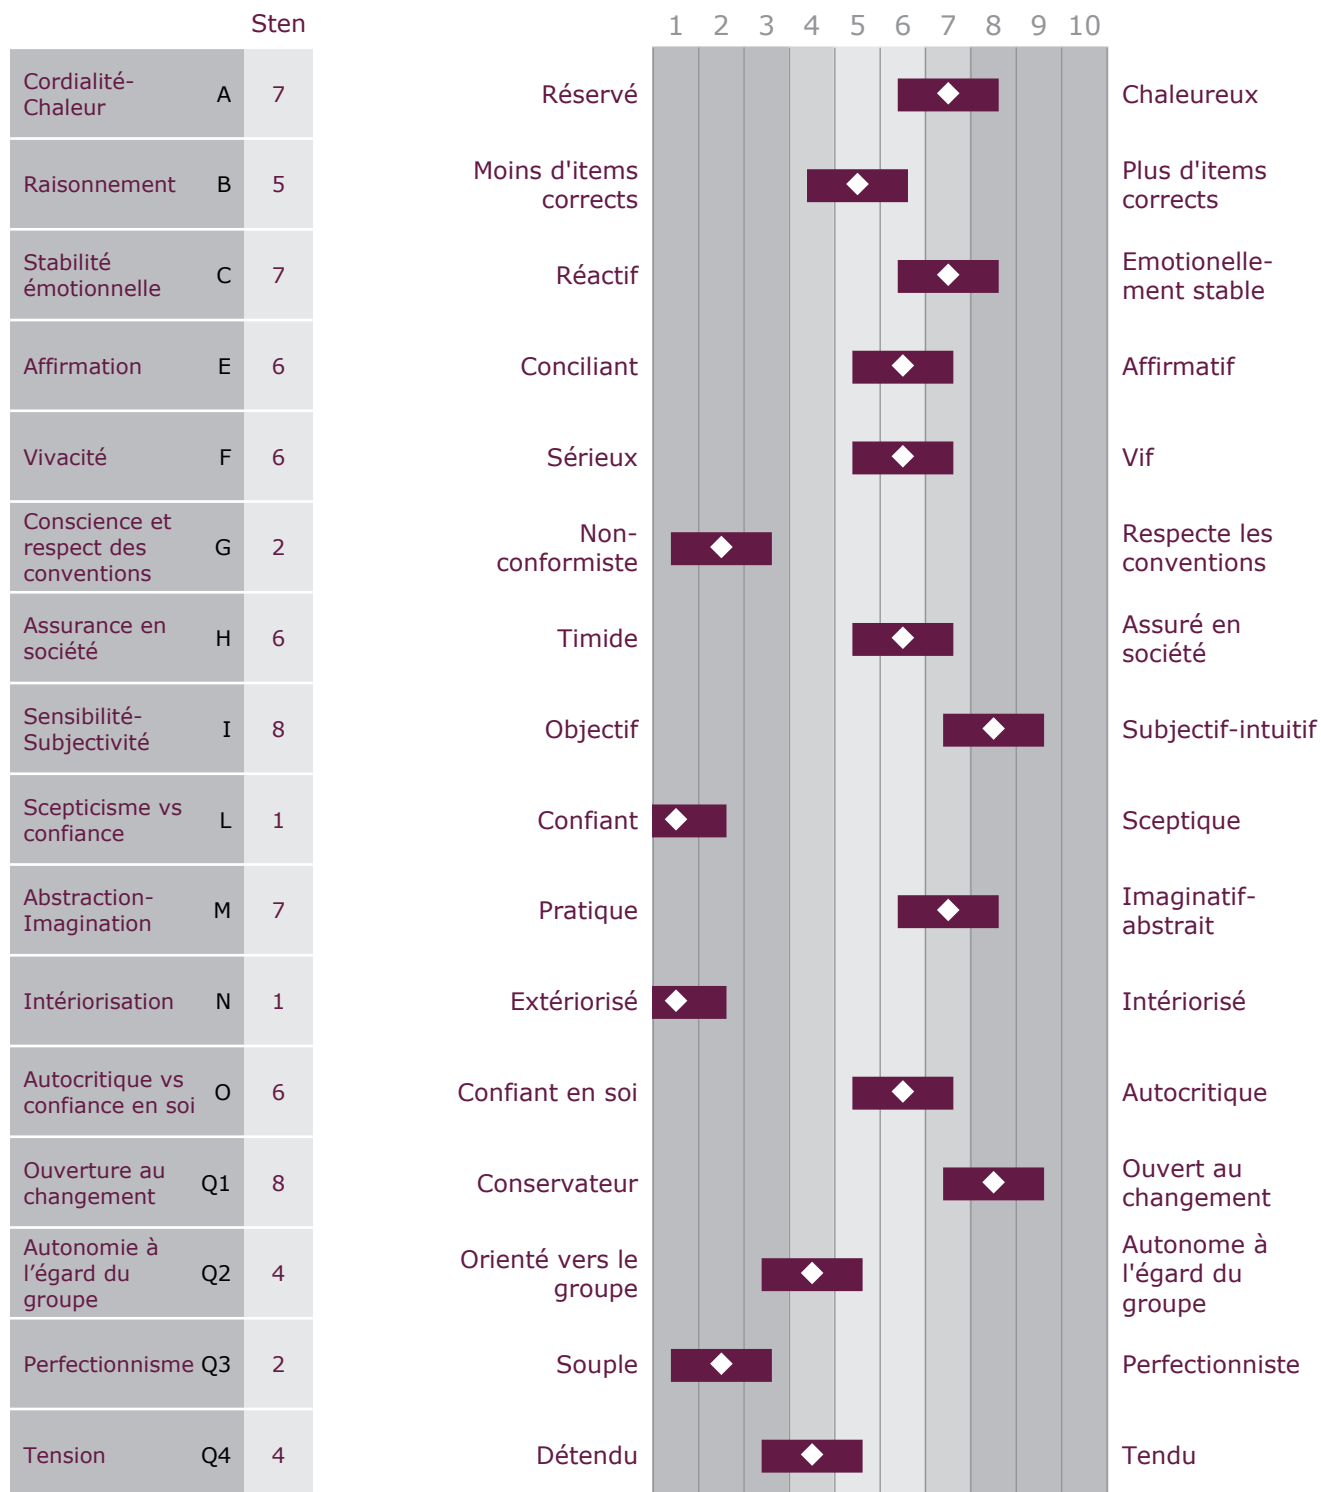 Sten
1 2 3 4 5 6 7 8 9 10
Cordialité-
Chaleur
A 7
Réservé
Chaleureux
Raisonnement B 5
Moins d'items
corrects
Plus d'items
corrects
Stabilité
émotionnelle
C 7
Réactif
Emotionelle-
ment stable
Affirmation E 6
Conciliant
Affirmatif
Vivacité F 6
Sérieux
Vif
Conscience et
respect des
conventions
G 2
Non-
conformiste
Respecte les
conventions
Assurance en
société
H 6
Timide
Assuré en
société
Sensibilité-
Subjectivité
I 8
Objectif
Subjectif-intuitif
Scepticisme vs
confiance
L 1
Confiant
Sceptique
Abstraction-
Imagination
M 7
Pratique
Imaginatif-
abstrait
Intériorisation N 1
Extériorisé
Intériorisé
Autocritique vs
confiance en soi
O 6
Confiant en soi
Autocritique
Ouverture au
changement
Q1 8
Conservateur
Ouvert au
changement
Autonomie à
l’égard du
groupe
Q2 4
Orienté vers le
groupe
Autonome à
l'égard du
groupe
Perfectionnisme Q3 2
Souple
Perfectionniste
Tension Q4 4
Détendu
Tendu